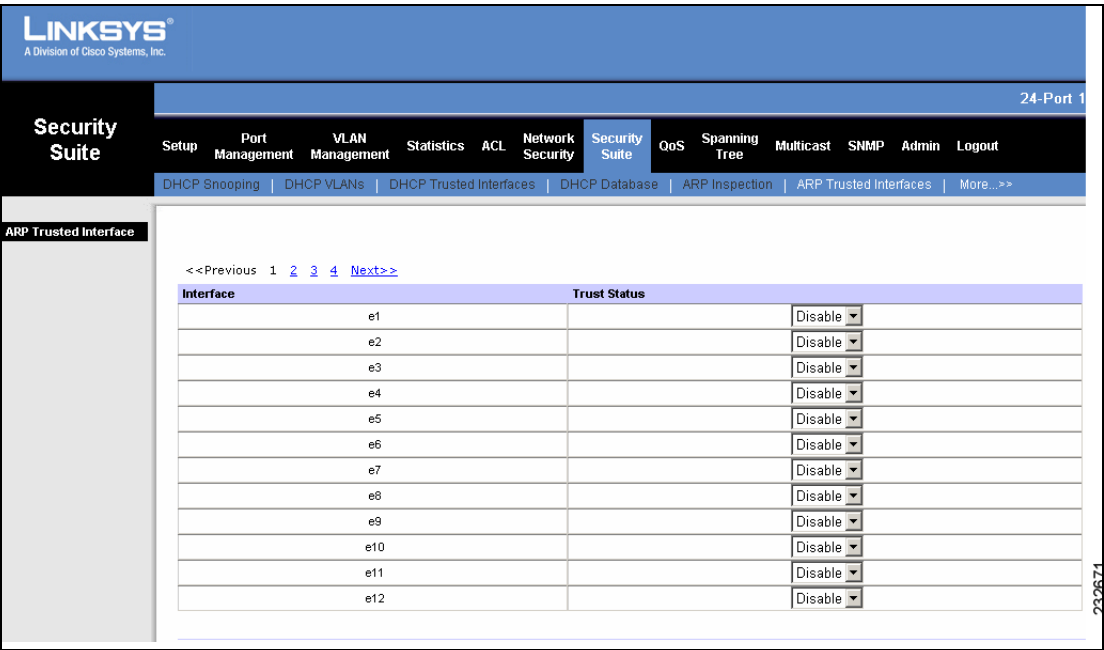 LINKSYS®
A Division of Cisco Systems, Inc.
24-Port 1
Security Suite
Setup Port Management VLAN Management Statistics ACL Network Security Security Suite QoS Spanning Tree Multicast SNMP Admin Logout
DHCP Snooping | DHCP VLANs | DHCP Trusted Interfaces | DHCP Database | ARP Inspection | ARP Trusted Interfaces | More...>>
ARP Trusted Interface
<<Previous 1 2 3 4 Next>>
Interface Trust Status
e1 Disable
e2 Disable
e3 Disable
e4 Disable
e5 Disable
e6 Disable
e7 Disable
e8 Disable
e9 Disable
e10 Disable
e11 Disable
e12 Disable
232671